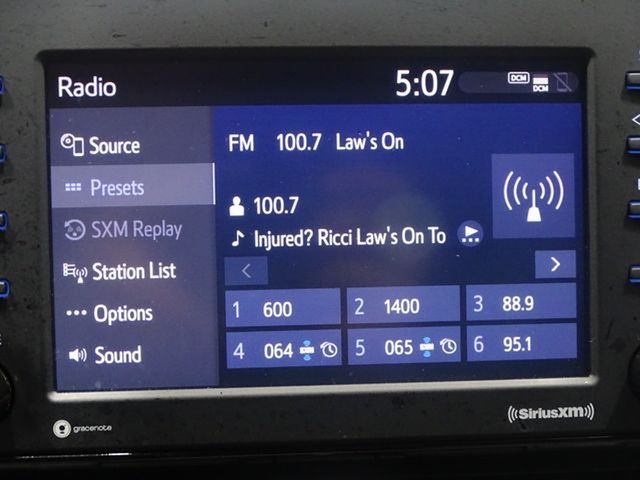 Radio
5:07
DCM
DCM
Source
Presets
SXM Replay
Station List
Options
Sound
FM 100.7 Law's On
100.7
Injured? Ricci Law's On To
1 600
2 1400
3 88.9
4 064 SXM
5 065 SXM
6 95.1
gracenote
SiriusXM